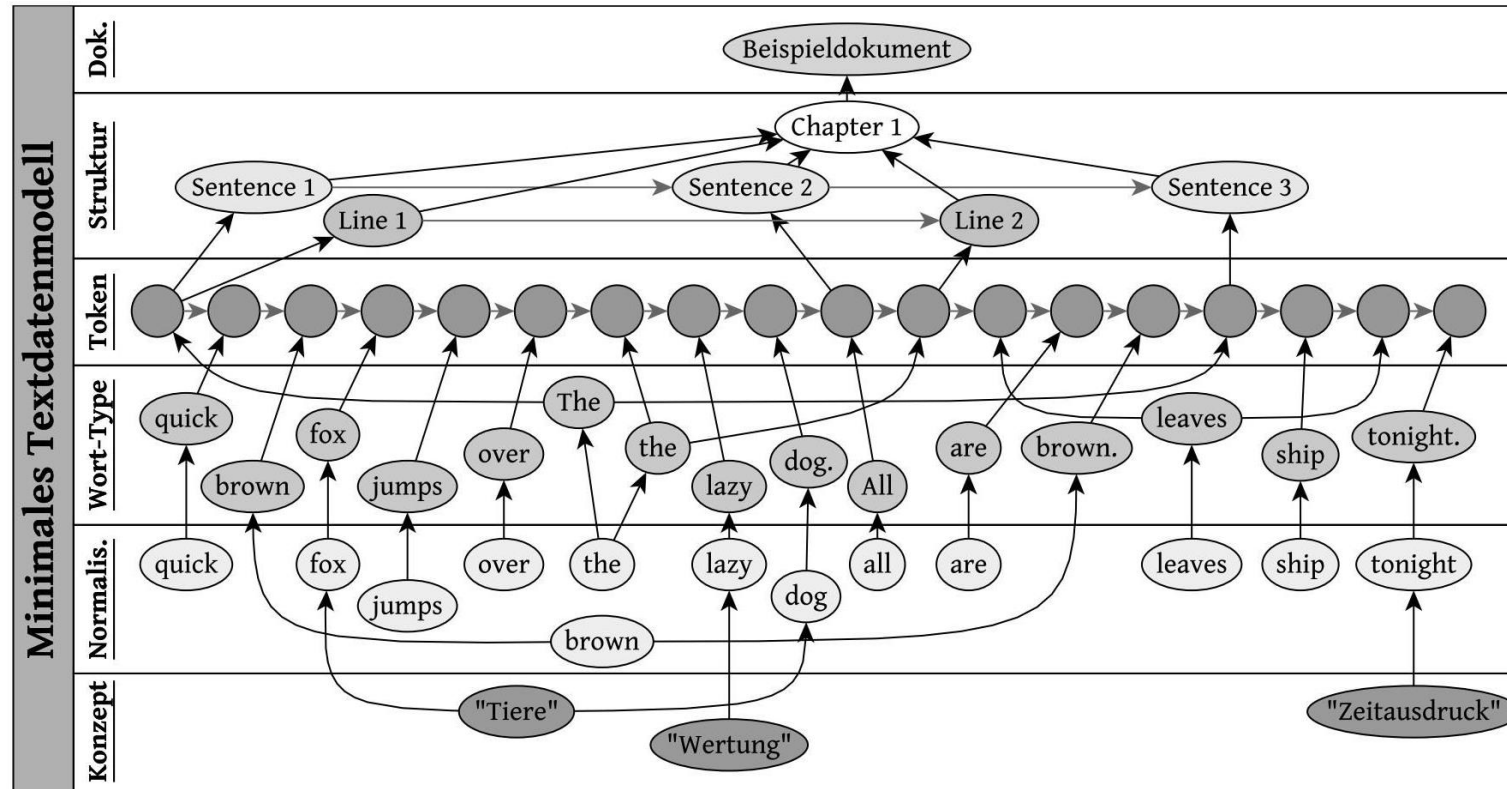 Minimales Textdatenmodell
Dok.
Beispieldokument
Struktur
Chapter 1
Sentence 1
Sentence 2
Sentence 3
Line 1
Line 2
Token
Wort-Type
quick
brown
fox
jumps
over
The
the
lazy
dog.
All
are
brown.
leaves
ship
tonight.
Normalis.
quick
fox
jumps
over
the
lazy
dog
all
are
leaves
ship
tonight
brown
Konzept
"Tiere"
"Wertung"
"Zeitausdruck"